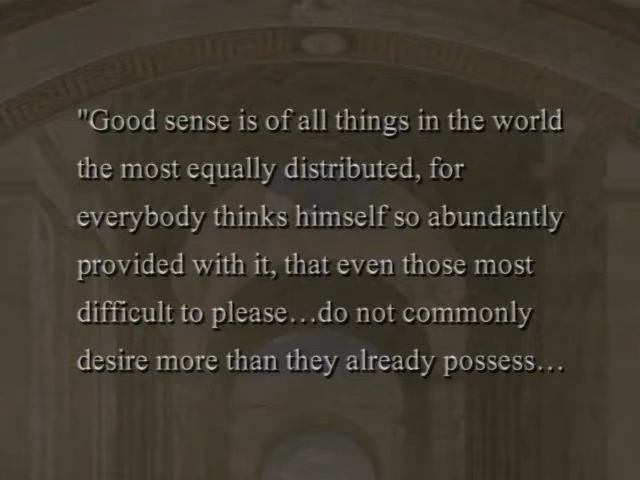 "Good sense is of all things in the world
the most equally distributed, for
everybody thinks himself so abundantly
provided with it, that even those most
difficult to please…do not commonly
desire more than they already possess…